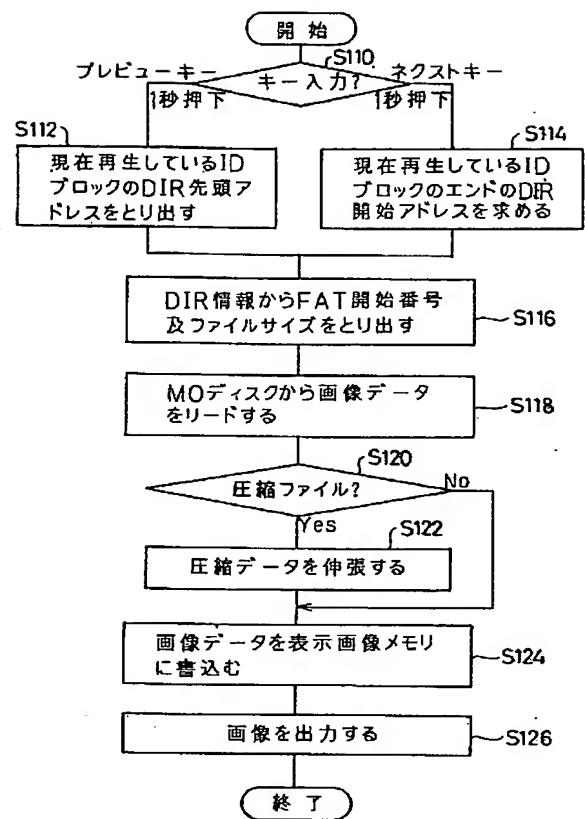 開始
S110
プレビューキー
キー入力?
ネクストキー
1秒押下
1秒押下
S112
現在再生しているID
ブロックのDIR先頭ア
ドレスをとり出す
S114
現在再生しているID
ブロックのエンドのDIR
開始アドレスを求める
DIR情報からFAT開始番号
及ファイルサイズをとり出す
S116
MOディスクから画像データ
をリードする
S118
S120
圧縮ファイル?
No
Yes
S122
圧縮データを伸張する
画像データを表示画像メモリ
に書込む
S124
画像を出力する
S126
終了